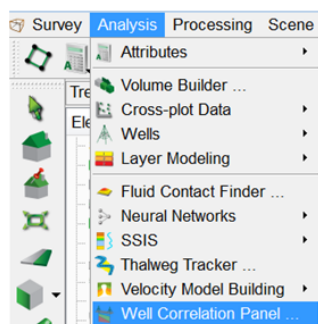 Survey Analysis Processing Scene
Attributes
Tre
Volume Builder ...
Ele
Cross-plot Data
Wells
Layer Modeling
Fluid Contact Finder ...
Neural Networks
SSIS
Thalweg Tracker ...
Velocity Model Building
Well Correlation Panel ...